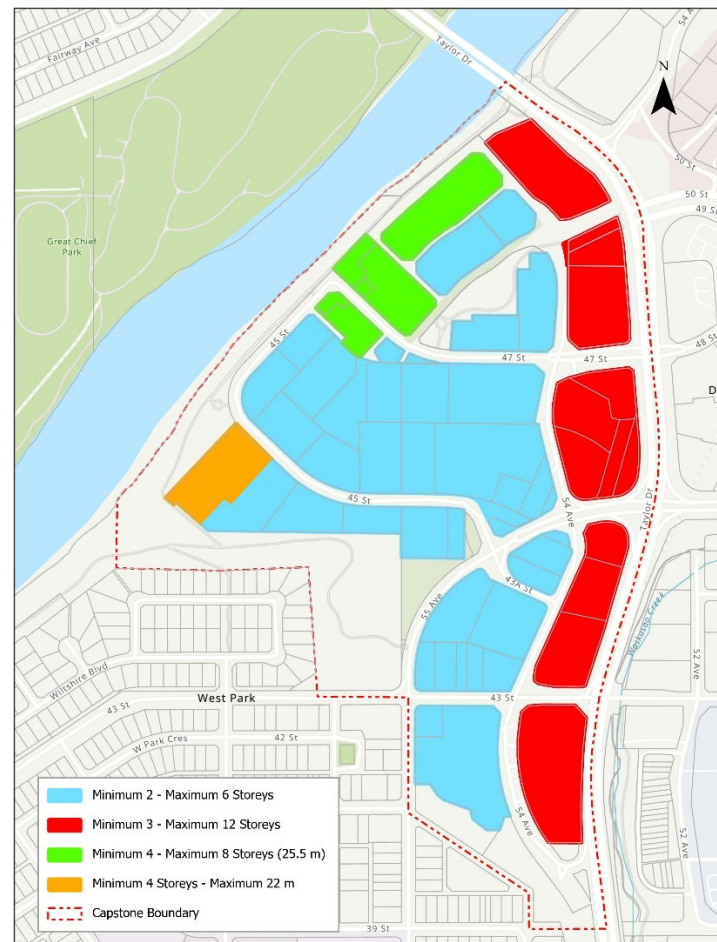 Fairway Ave
Taylor Dr
54 A
N
50 St
50 St
49 St
Great Chief
Park
48 St
45 St
47 St
47 St
D
54 Ave
Taylor Dr
45 St
43A St
55 Ave
Waskasoo Creek
52 Ave
Wiltshire Blvd
43 St
West Park
43 St
W Park Cres
42 St
54 Ave
52 Ave
39 St
Minimum 2 - Maximum 6 Storeys
Minimum 3 - Maximum 12 Storeys
Minimum 4 - Maximum 8 Storeys (25.5 m)
Minimum 4 Storeys - Maximum 22 m
Capstone Boundary